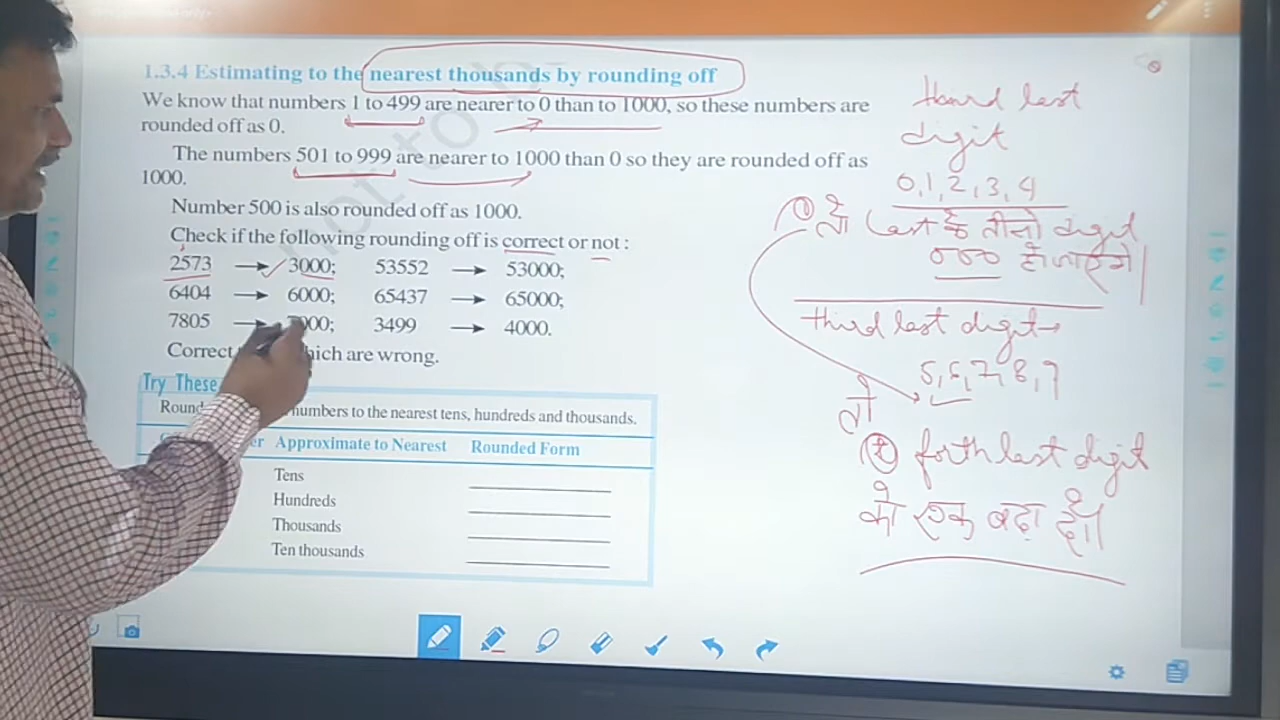 1.3.4 Estimating to the nearest thousands by rounding off
We know that numbers 1 to 499 are nearer to 0 than to 1000, so these numbers are
rounded off as 0.
The numbers 501 to 999 are nearer to 1000 than 0 so they are rounded off as
1000.
Number 500 is also rounded off as 1000.
Check if the following rounding off is correct or not :
2573 → 3000; 53552 → 53000;
6404 → 6000; 65437 → 65000;
7805 → 7000; 3499 → 4000.
Correct which are wrong.
Try These
Round numbers to the nearest tens, hundreds and thousands.
Approximate to Nearest Rounded Form
Tens
Hundreds
Thousands
Ten thousands
not to b
last
digit
0,1,2,3,4
① तो last के तीनो digit
000 हो जाएंगे
third last digit→
तो
② forth last digit
को एक बढ़ा दें।